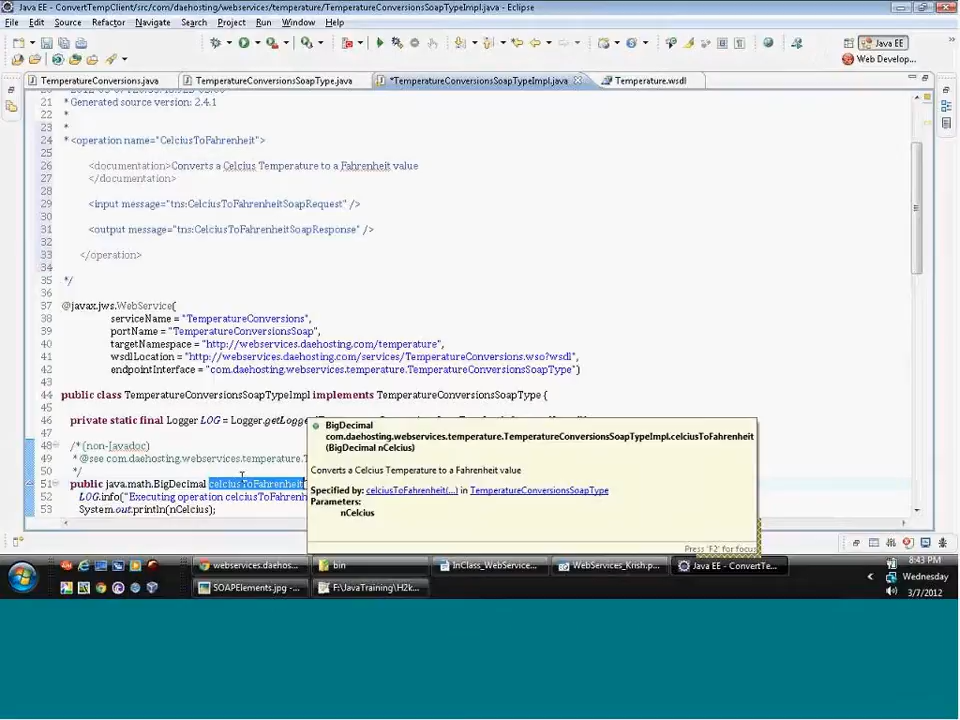 Java EE - ConvertTempClient/src/com/daehosting/webservices/temperature/TemperatureConversionsSoapTypeImpl.java - Eclipse
File Edit Source Refactor Navigate Search Project Run Window Help
Java EE
Web Develop...
TemperatureConversions.java
TemperatureConversionsSoapType.java
*TemperatureConversionsSoapTypeImpl.java
Temperature.wsdl
21 * Generated source version: 2.4.1
22 *
23 *
24 *<operation name="CelciusToFahrenheit">
25
26 <documentation>Converts a Celcius Temperature to a Fahrenheit value
27 </documentation>
28
29 <input message="tns:CelciusToFahrenheitSoapRequest" />
30
31 <output message="tns:CelciusToFahrenheitSoapResponse" />
32
33 </operation>
34
35 */
36
37 @javax.jws.WebService(
38 serviceName = "TemperatureConversions",
39 portName = "TemperatureConversionsSoap",
40 targetNamespace = "http://webservices.daehosting.com/temperature",
41 wsdlLocation = "http://webservices.daehosting.com/services/TemperatureConversions.wso?wsdl",
42 endpointInterface = "com.daehosting.webservices.temperature.TemperatureConversionsSoapType")
43
44 public class TemperatureConversionsSoapTypeImpl implements TemperatureConversionsSoapType {
45
46 private static final Logger LOG = Logger.getLogge
47
48 /* (non-Javadoc)
49 * @see com.daehosting.webservices.temperature.T
50 */
51 public java.math.BigDecimal celciusToFahrenheit(
52 LOG.info("Executing operation celciusToFahrenh
53 System.out.println(nCelcius);
BigDecimal
com.daehosting.webservices.temperature.TemperatureConversionsSoapTypeImpl.celciusToFahrenheit
(BigDecimal nCelcius)
Converts a Celcius Temperature to a Fahrenheit value
Specified by: celciusToFahrenheit(...) in TemperatureConversionsSoapType
Parameters:
nCelcius
Press 'F2' for focus
webservices.daehos...
bin
InClass_WebService...
WebServices_Krish.p...
Java EE - ConvertTe...
8:43 PM
SOAPElements.jpg -...
F:\JavaTraining\H2k...
Wednesday
3/7/2012